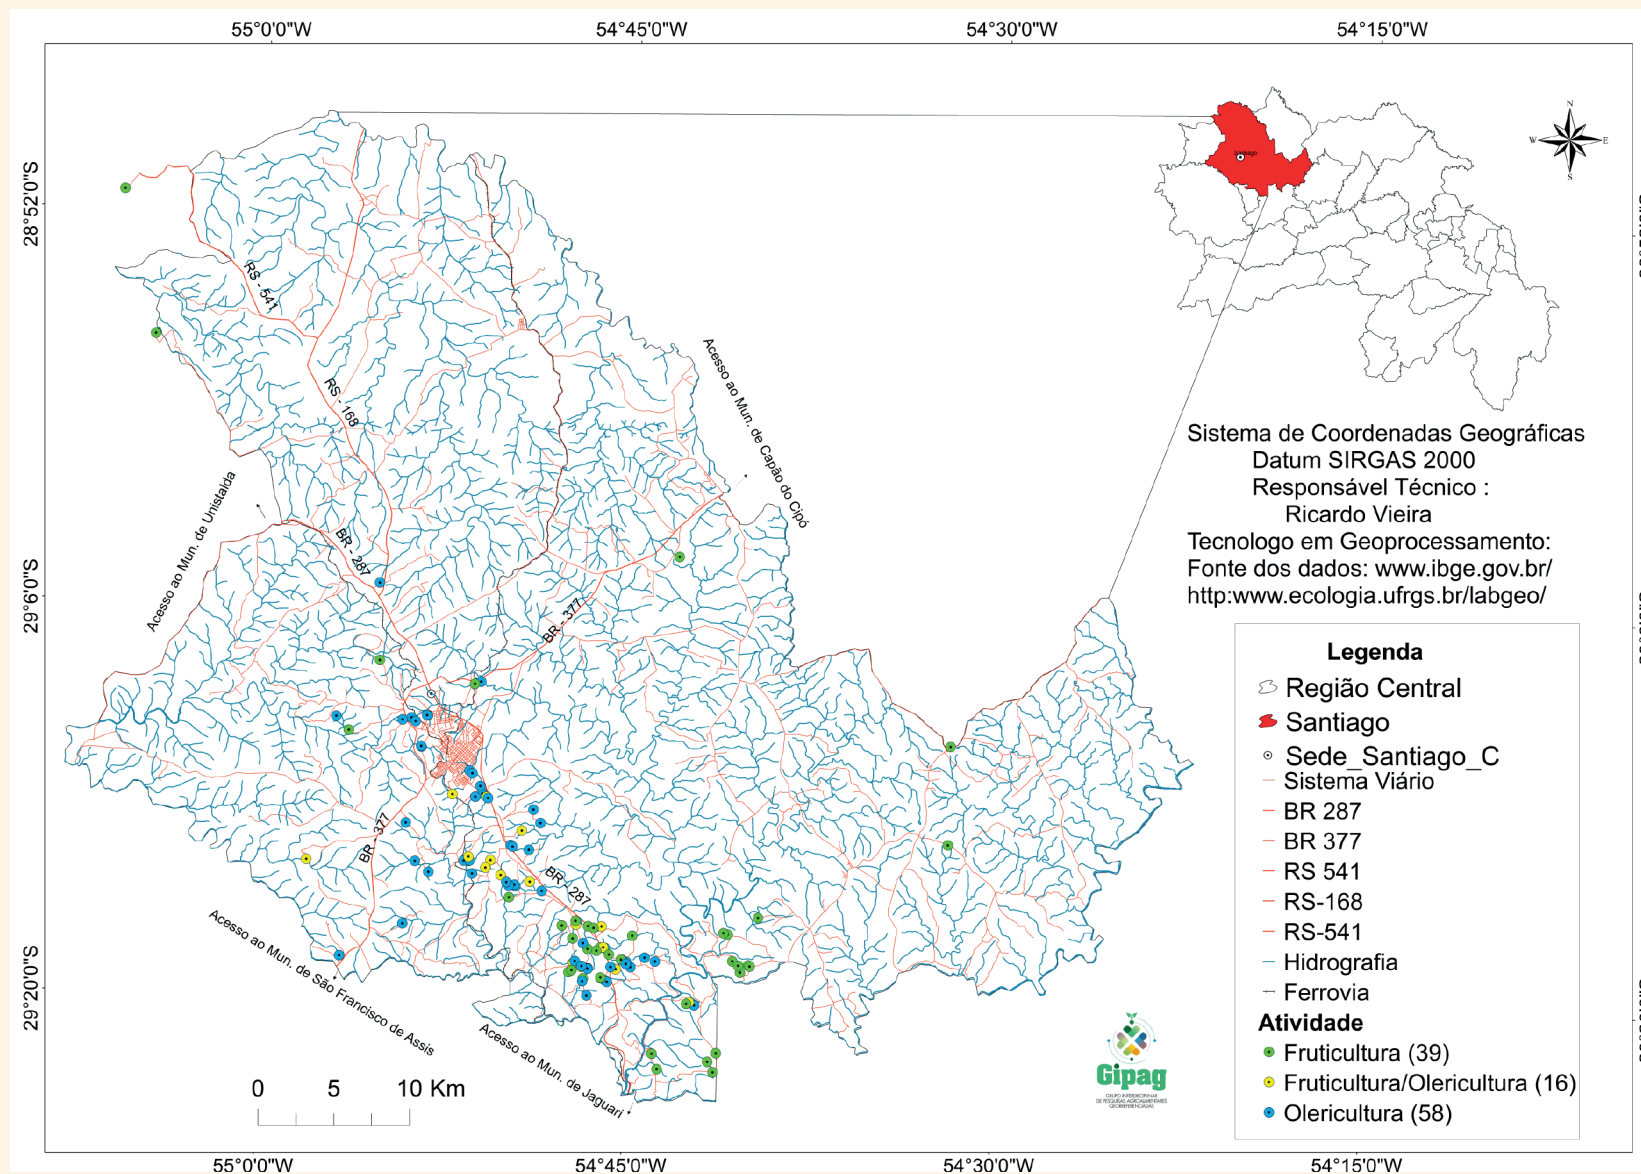 55°0'0"W
54°45'0"W
54°30'0"W
54°15'0"W
28°52'0"S
29°6'0"S
29°20'0"S
N
W
E
S
Santiago
RS - 541
RS - 168
BR - 287
BR - 377
BR - 377
BR - 287
Acesso ao Mun. de Capão do Cipó
Acesso ao Mun. de Unistalda
Acesso ao Mun. de São Francisco de Assis
Acesso ao Mun. de Jaguari
Sistema de Coordenadas Geográficas
Datum SIRGAS 2000
Responsável Técnico :
Ricardo Vieira
Tecnologo em Geoprocessamento:
Fonte dos dados: www.ibge.gov.br/
http:www.ecologia.ufrgs.br/labgeo/
Legenda
Região Central
Santiago
Sede_Santiago_C
Sistema Viário
BR 287
BR 377
RS 541
RS-168
RS-541
Hidrografia
Ferrovia
Atividade
Fruticultura (39)
Fruticultura/Olericultura (16)
Olericultura (58)
Gipag
GRUPO INTERDISCIPLINAR
DE PESQUISAS AGROALIMENTARES
GEORREFERENCIADAS
0 5 10 Km
55°0'0"W
54°45'0"W
54°30'0"W
54°15'0"W